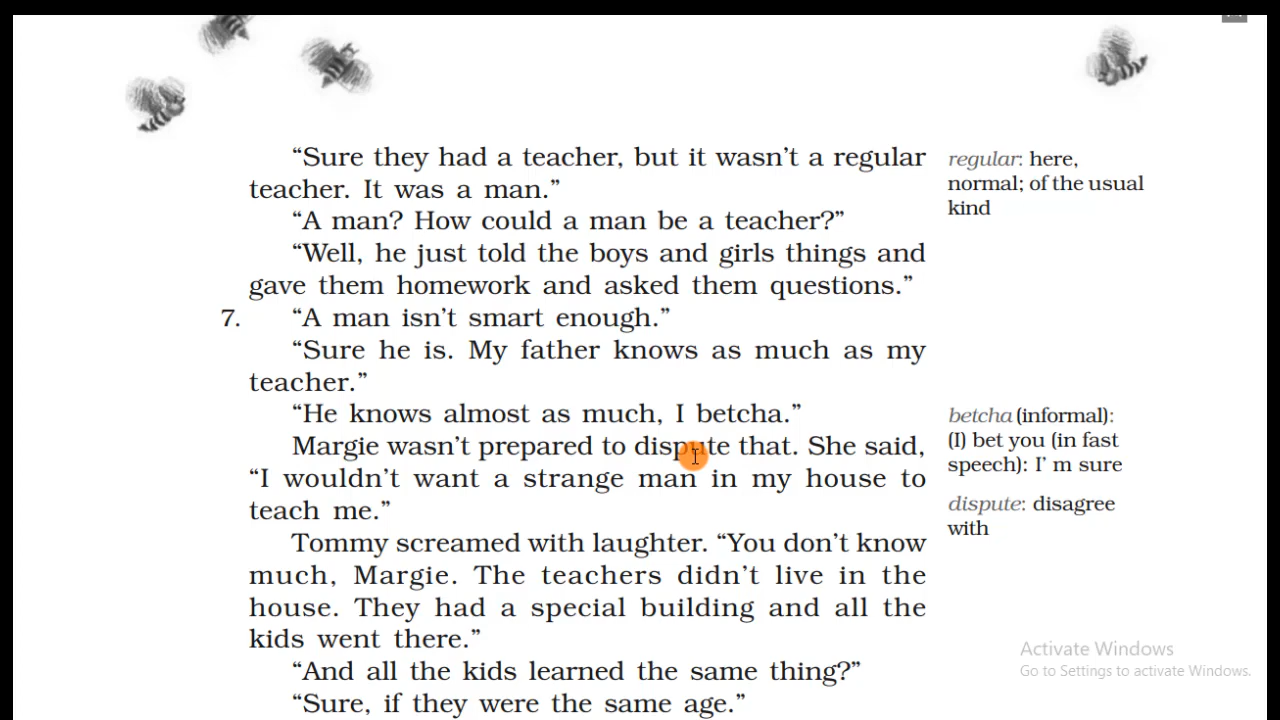 “Sure they had a teacher, but it wasn't a regular
teacher. It was a man.”
“A man? How could a man be a teacher?”
“Well, he just told the boys and girls things and
gave them homework and asked them questions.”
7. “A man isn't smart enough.”
“Sure he is. My father knows as much as my
teacher.”
“He knows almost as much, I betcha.”
Margie wasn't prepared to dispute that. She said,
“I wouldn't want a strange man in my house to
teach me.”
Tommy screamed with laughter. “You don't know
much, Margie. The teachers didn't live in the
house. They had a special building and all the
kids went there.”
“And all the kids learned the same thing?”
“Sure, if they were the same age.”
regular: here,
normal; of the usual
kind
betcha (informal):
(I) bet you (in fast
speech): I' m sure
dispute: disagree
with
Activate Windows
Go to Settings to activate Windows.